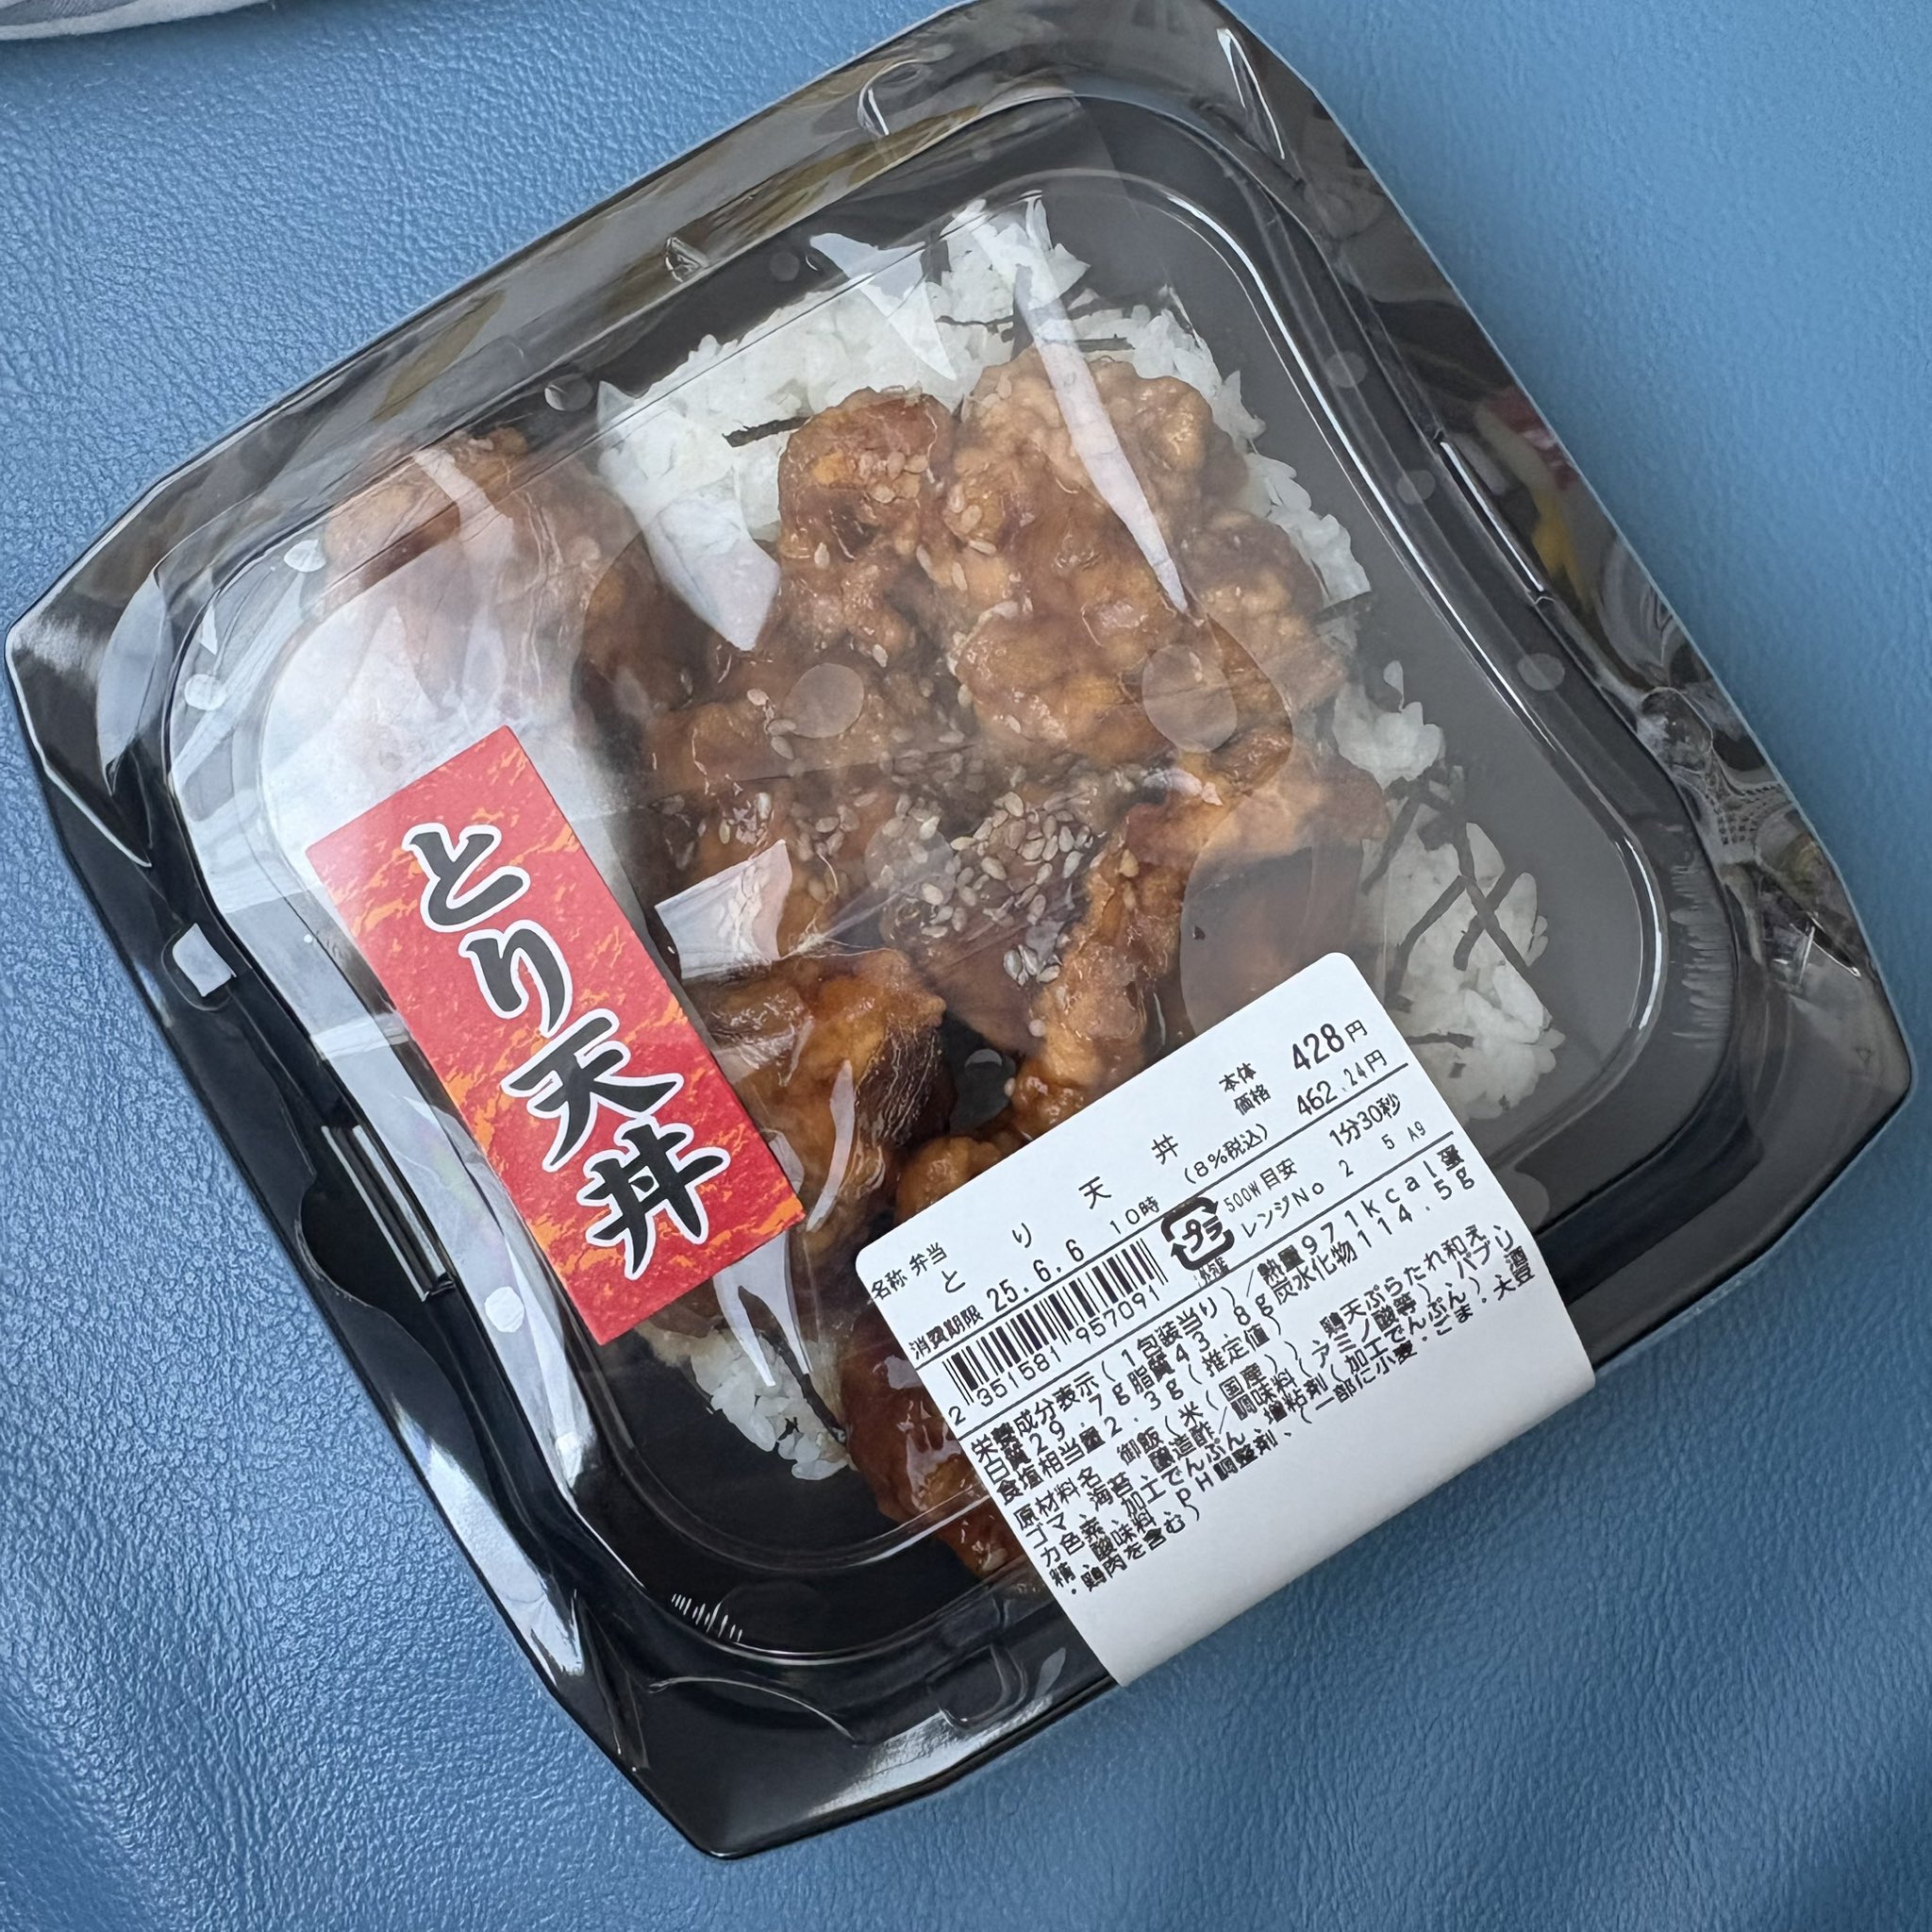 とり天丼
名称 弁当
とり天丼
本体価格 428円
(8%税込) 462.24円
消費期限 25.6.6 10時
500W目安 1分30秒
レンジNo 2 5 A9
プラ
外包装
2 351581 957091
栄養成分表示(1包装当り)/熱量971kcal蛋
白質29.7g脂質43.8g炭水化物114.5g
食塩相当量2.3g(推定値)
原材料名 御飯(米(国産))、鶏天ぷらたれ和え、
ゴマ、海苔、醸造酢/調味料(アミノ酸等)、パプリ
カ色素、加工でんぷん、増粘剤(加工でんぷん)、酒
精、酸味料、pH調整剤、(一部に小麦・ごま・大豆
・鶏肉を含む)